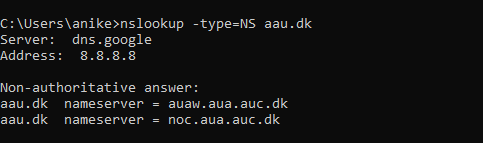 C:\Users\anike>nslookup -type=NS aau.dk
Server:  dns.google
Address:  8.8.8.8
Non-authoritative answer:
aau.dk  nameserver = auaw.aua.auc.dk
aau.dk  nameserver = noc.aua.auc.dk